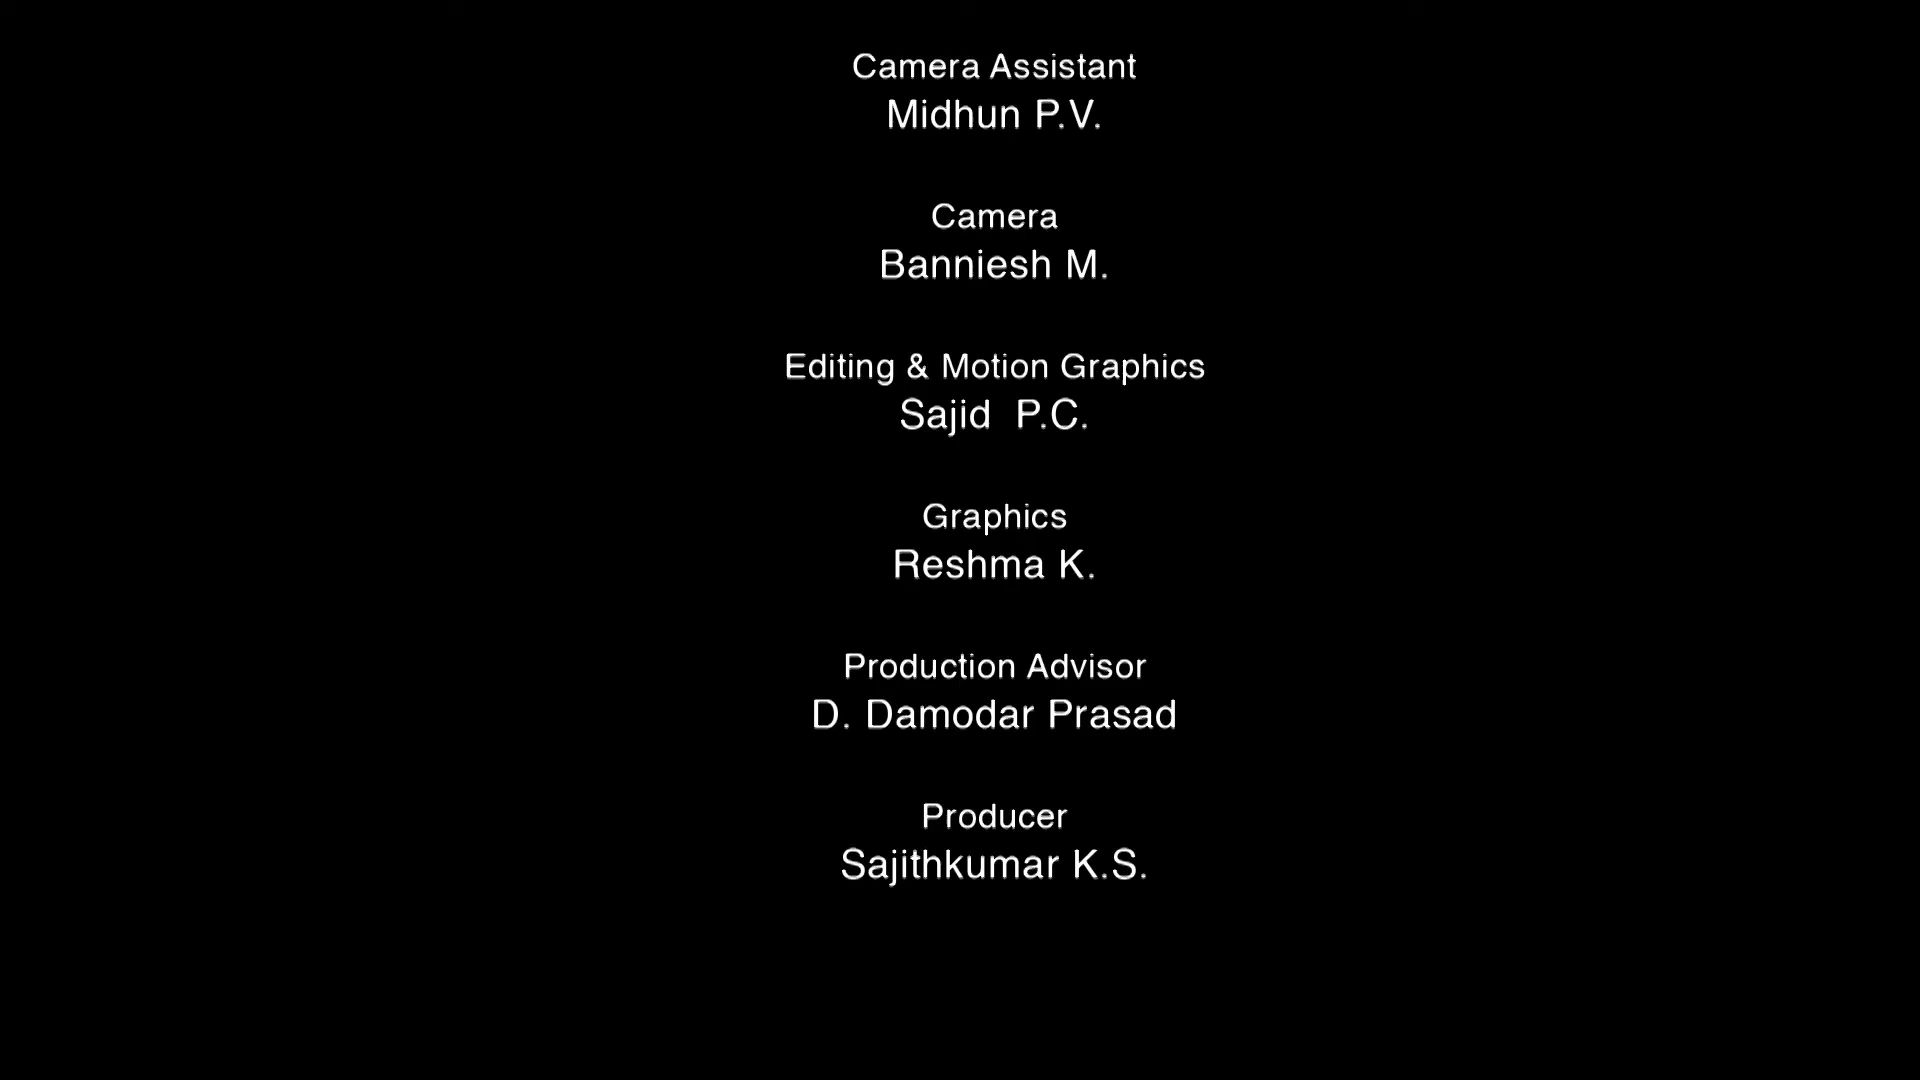 Camera Assistant
Midhun P.V.
Camera
Banniesh M.
Editing & Motion Graphics
Sajid  P.C.
Graphics
Reshma K.
Production Advisor
D. Damodar Prasad
Producer
Sajithkumar K.S.